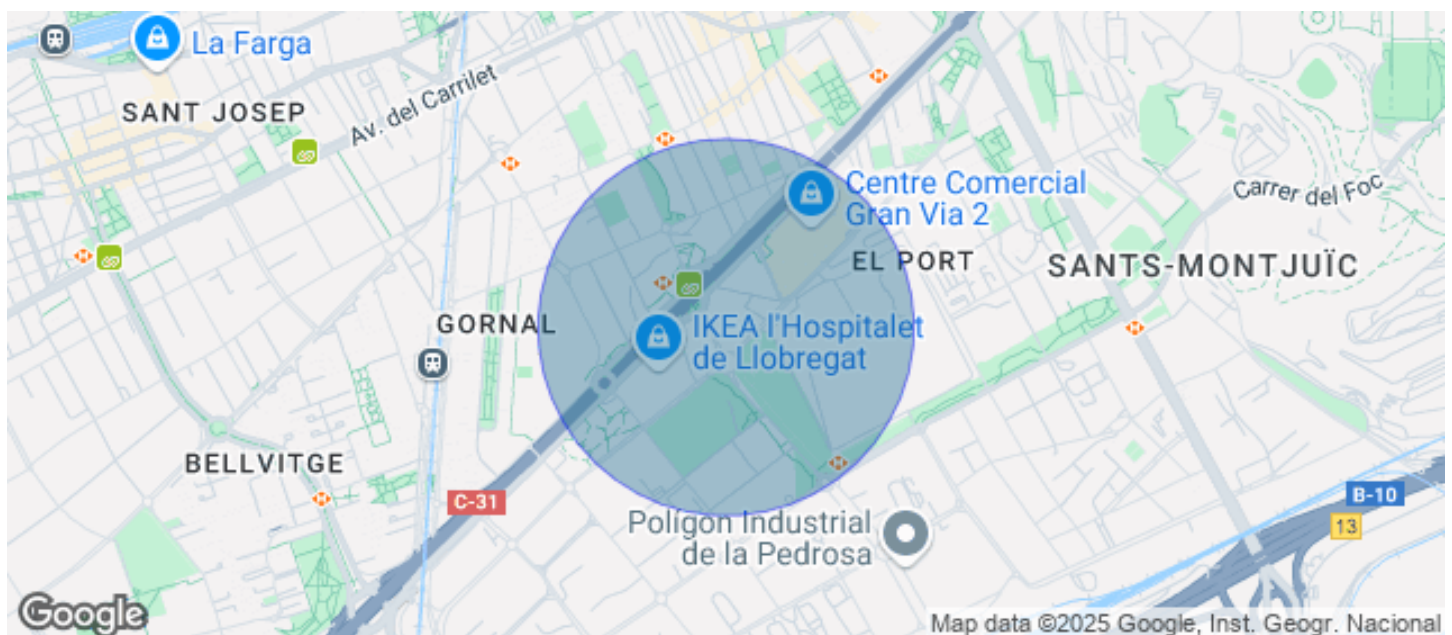 La Farga
SANT JOSEP
Av. del Carrilet
Centre Comercial
Gran Via 2
Carrer del Foc
EL PORT
SANTS-MONTJUÏC
GORNAL
IKEA l'Hospitalet
de Llobregat
BELLVITGE
C-31
B-10
13
Polígon Industrial
de la Pedrosa
Google
Map data ©2025 Google, Inst. Geogr. Nacional